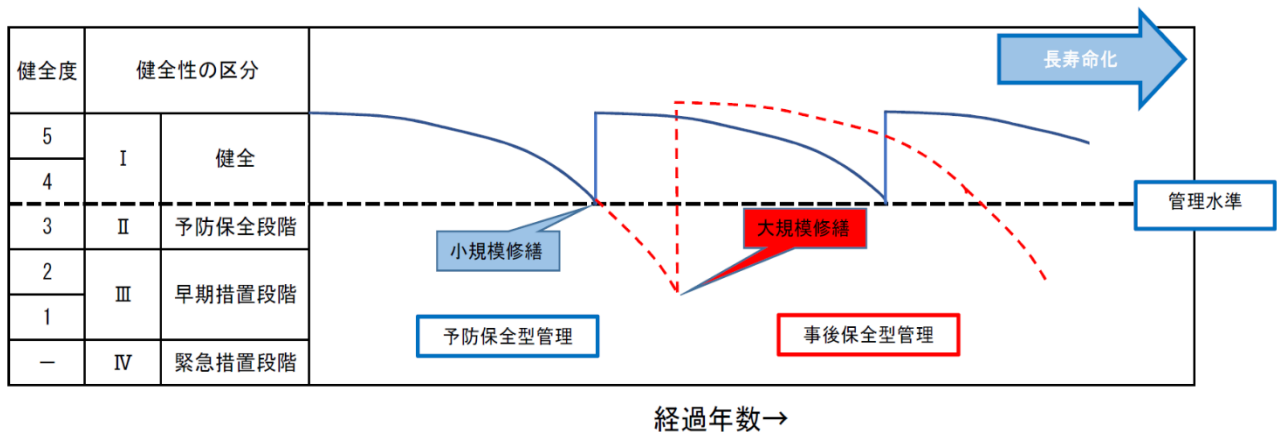 健全度
健全性の区分
長寿命化
5
4
Ⅰ
健全
管理水準
3
Ⅱ
予防保全段階
小規模修繕
大規模修繕
2
1
Ⅲ
早期措置段階
予防保全型管理
事後保全型管理
－
Ⅳ
緊急措置段階
経過年数→